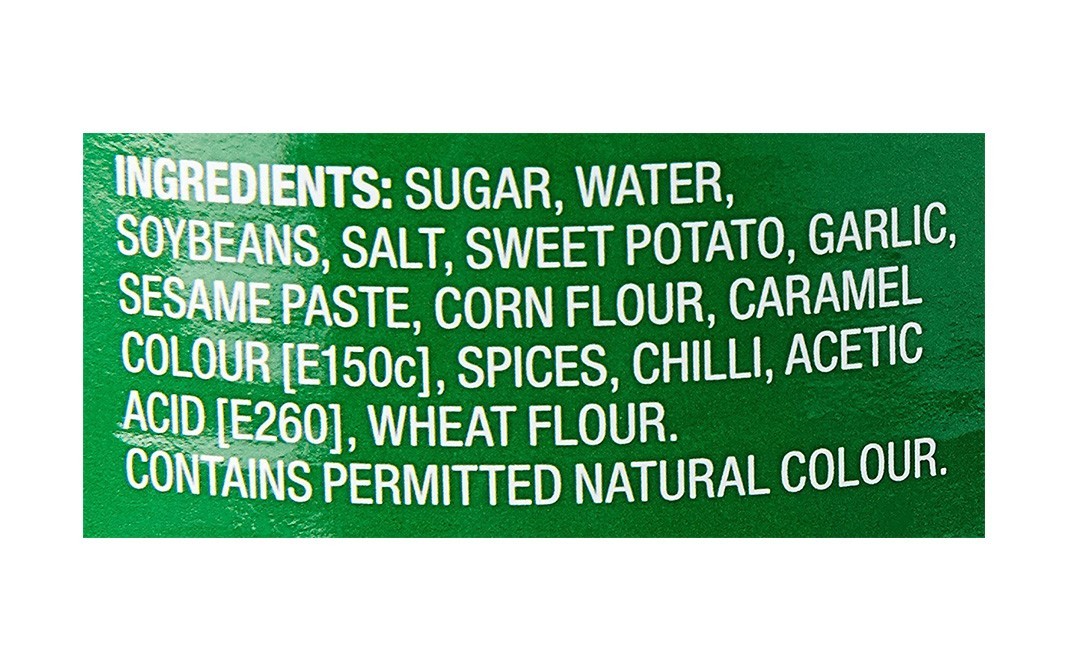 INGREDIENTS: SUGAR, WATER,
SOYBEANS, SALT, SWEET POTATO, GARLIC,
SESAME PASTE, CORN FLOUR, CARAMEL
COLOUR [E150c], SPICES, CHILLI, ACETIC
ACID [E260], WHEAT FLOUR.
CONTAINS PERMITTED NATURAL COLOUR.